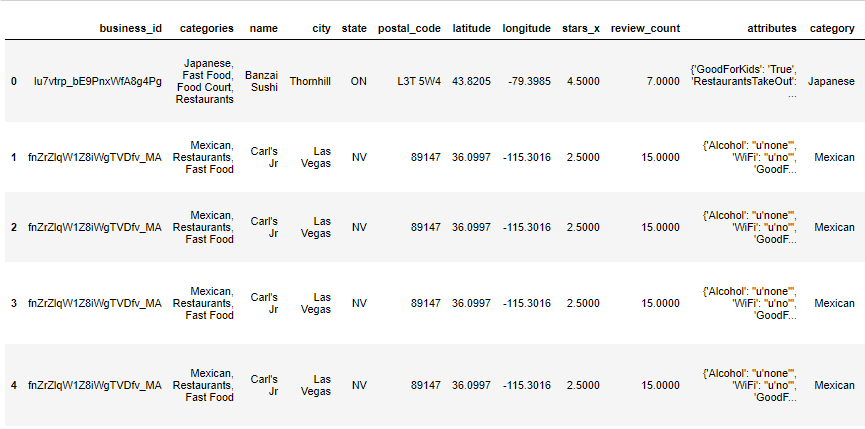 business_id categories name city state postal_code latitude longitude stars_x review_count attributes category
0 lu7vtrp_bE9PnxWfA8g4Pg Japanese, Fast Food, Food Court, Restaurants Banzai Sushi Thornhill ON L3T 5W4 43.8205 -79.3985 4.5000 7.0000 {'GoodForKids': 'True', 'RestaurantsTakeOut': ... Japanese
1 fnZrZlqW1Z8iWgTVDfv_MA Mexican, Restaurants, Fast Food Carl's Jr Las Vegas NV 89147 36.0997 -115.3016 2.5000 15.0000 {'Alcohol': "u'none'", 'WiFi': "u'no'", 'GoodF... Mexican
2 fnZrZlqW1Z8iWgTVDfv_MA Mexican, Restaurants, Fast Food Carl's Jr Las Vegas NV 89147 36.0997 -115.3016 2.5000 15.0000 {'Alcohol': "u'none'", 'WiFi': "u'no'", 'GoodF... Mexican
3 fnZrZlqW1Z8iWgTVDfv_MA Mexican, Restaurants, Fast Food Carl's Jr Las Vegas NV 89147 36.0997 -115.3016 2.5000 15.0000 {'Alcohol': "u'none'", 'WiFi': "u'no'", 'GoodF... Mexican
4 fnZrZlqW1Z8iWgTVDfv_MA Mexican, Restaurants, Fast Food Carl's Jr Las Vegas NV 89147 36.0997 -115.3016 2.5000 15.0000 {'Alcohol': "u'none'", 'WiFi': "u'no'", 'GoodF... Mexican